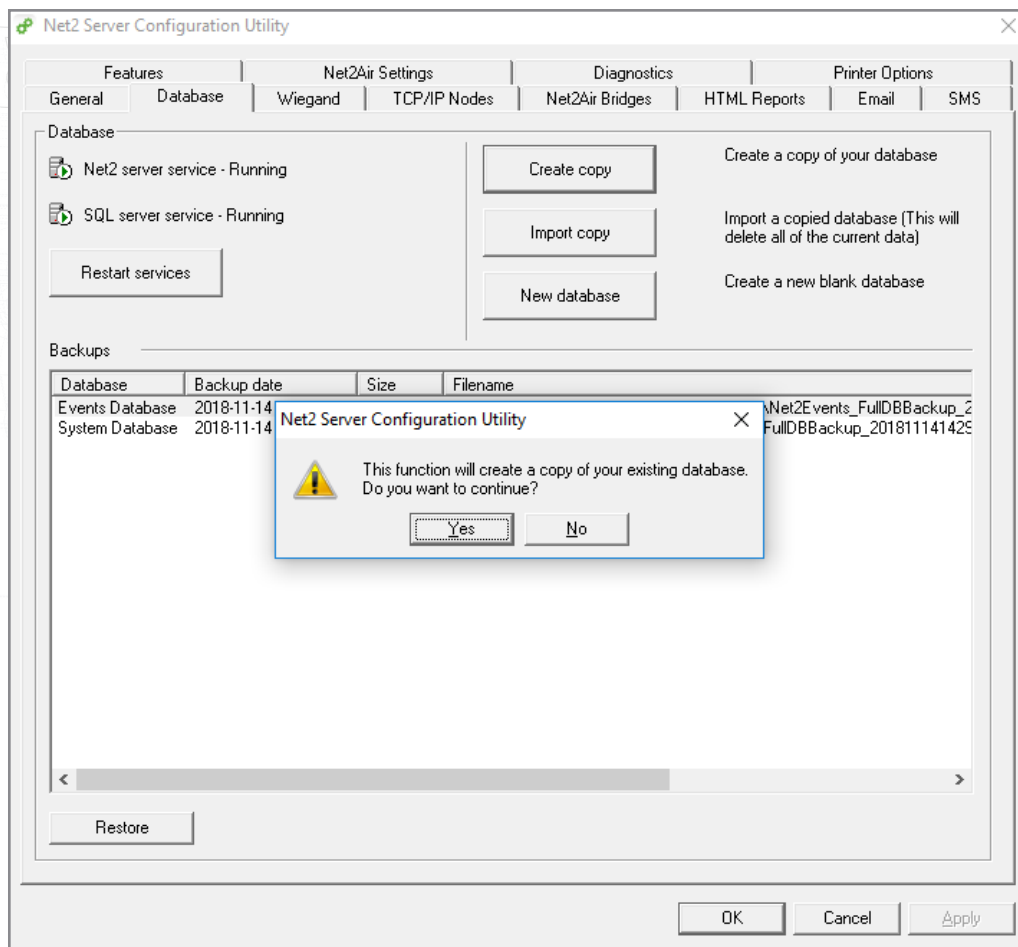 Net2 Server Configuration Utility
Features Net2Air Settings Diagnostics Printer Options
General Database Wiegand TCP/IP Nodes Net2Air Bridges HTML Reports Email SMS
Database
Net2 server service - Running
SQL server service - Running
Restart services
Create copy
Create a copy of your database
Import copy
Import a copied database (This will
delete all of the current data)
New database
Create a new blank database
Backups
Database Backup date Size Filename
Events Database 2018-11-14 \Net2Events_FullDBBackup_2
System Database 2018-11-14 FullDBBackup_201811141429
Net2 Server Configuration Utility
This function will create a copy of your existing database.
Do you want to continue?
Yes No
Restore
OK Cancel Apply